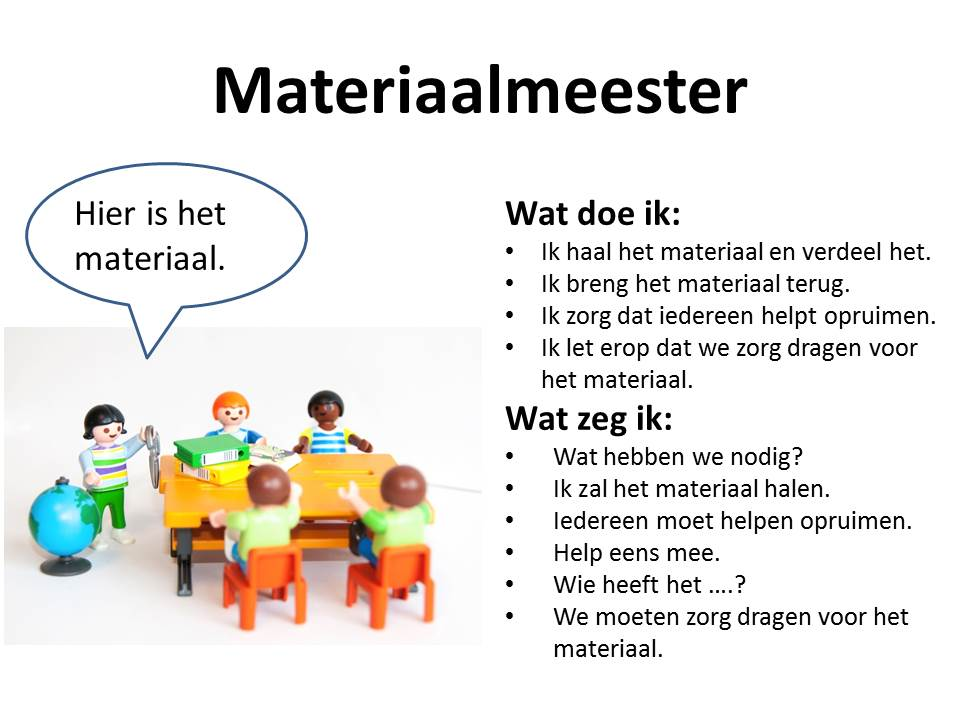 Materiaalmeester
Hier is het
materiaal.
Wat doe ik:
• Ik haal het materiaal en verdeel het.
• Ik breng het materiaal terug.
• Ik zorg dat iedereen helpt opruimen.
• Ik let erop dat we zorg dragen voor
het materiaal.
Wat zeg ik:
• Wat hebben we nodig?
• Ik zal het materiaal halen.
• Iedereen moet helpen opruimen.
• Help eens mee.
• Wie heeft het ….?
• We moeten zorg dragen voor het
materiaal.